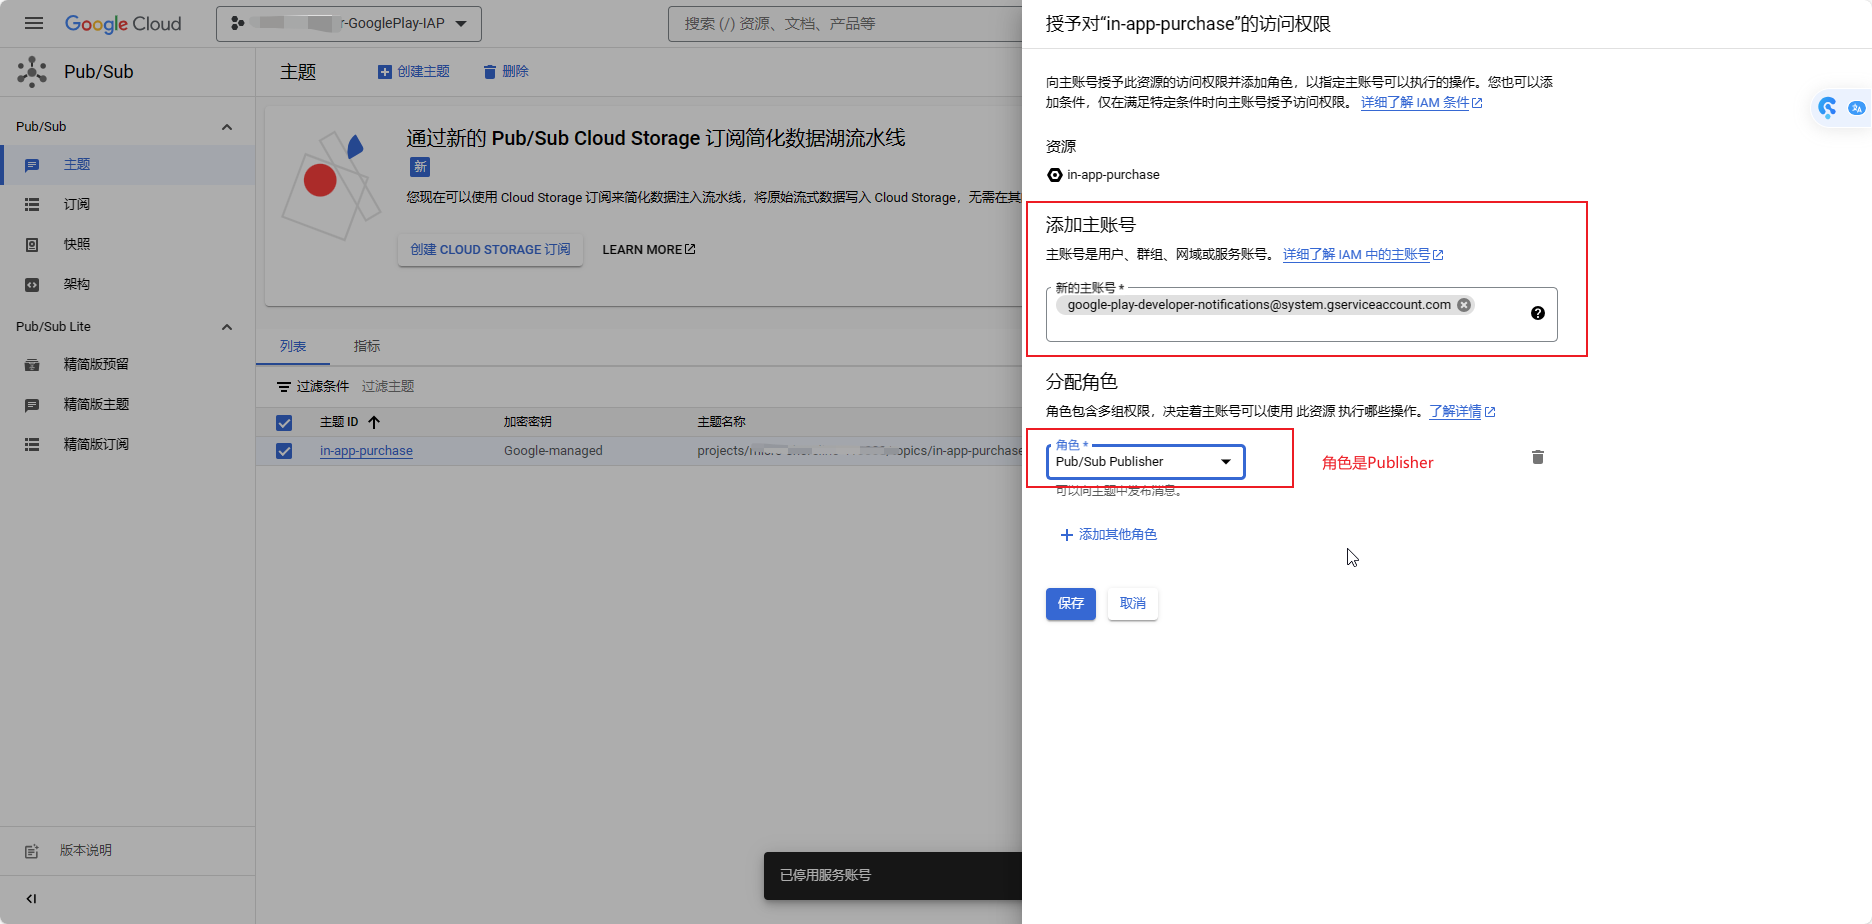 Google Cloud
r-GooglePlay-IAP
搜索 (/) 资源、文档、产品等
Pub/Sub
主题
创建主题
删除
Pub/Sub
主题
订阅
快照
架构
Pub/Sub Lite
精简版预留
精简版主题
精简版订阅
版本说明
通过新的 Pub/Sub Cloud Storage 订阅简化数据湖流水线
新
您现在可以使用 Cloud Storage 订阅来简化数据注入流水线，将原始流式数据写入 Cloud Storage，无需在其
创建 CLOUD STORAGE 订阅
LEARN MORE
列表
指标
过滤条件 过滤主题
主题 ID 加密密钥 主题名称
in-app-purchase Google-managed projects/ opics/in-app-purchase
已停用服务账号
授予对“in-app-purchase”的访问权限
向主账号授予此资源的访问权限并添加角色，以指定主账号可以执行的操作。您也可以添
加条件，仅在满足特定条件时向主账号授予访问权限。 详细了解 IAM 条件
资源
in-app-purchase
添加主账号
主账号是用户、群组、网域或服务账号。 详细了解 IAM 中的主账号
新的主账号 *
google-play-developer-notifications@system.gserviceaccount.com
分配角色
角色包含多组权限，决定着主账号可以使用 此资源 执行哪些操作。 了解详情
角色 *
Pub/Sub Publisher
角色是Publisher
可以向主题中发布消息。
添加其他角色
保存
取消